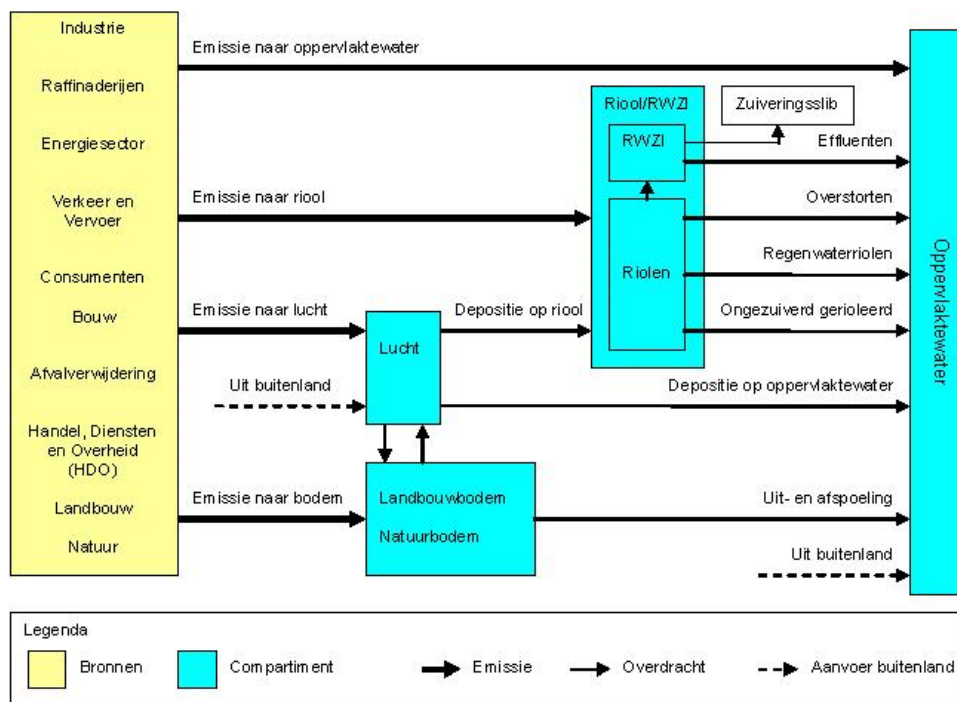 Industrie
Raffinaderijen
Energiesector
Verkeer en
Vervoer
Consumenten
Bouw
Afvalverwijdering
Handel, Diensten
en Overheid
(HDO)
Landbouw
Natuur
Emissie naar oppervlaktewater
Emissie naar riool
Emissie naar lucht
Uit buitenland
Emissie naar bodem
Lucht
Depositie op riool
Landbouwbodem
Natuurbodem
Riool/RWZI
RWZI
Riolen
Zuiveringsslib
Effluenten
Overstorten
Regenwaterriolen
Ongezuiverd gerioleerd
Depositie op oppervlaktewater
Uit- en afspoeling
Uit buitenland
Oppervlaktewater
Legenda
Bronnen
Compartiment
Emissie
Overdracht
Aanvoer buitenland